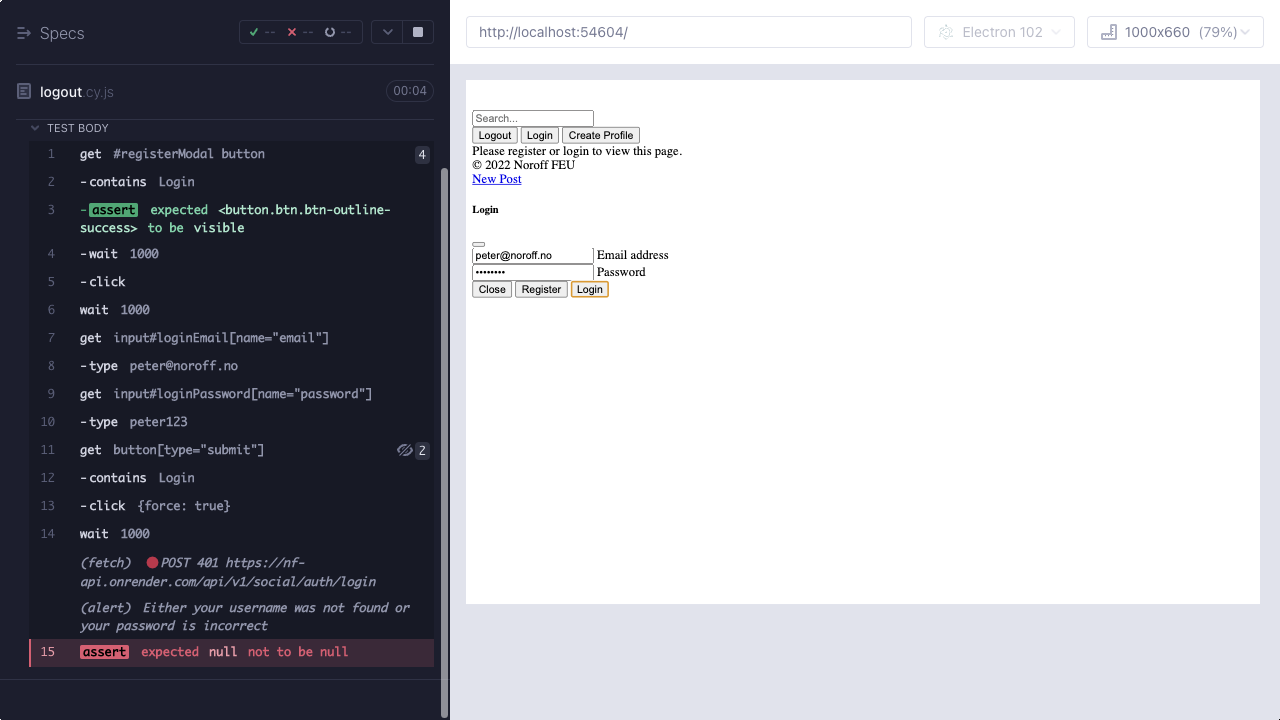 Specs
-- -- --
logout.cy.js
00:04
TEST BODY
1 get #registerModal button 4
2 -contains Login
3 -assert expected <button.btn.btn-outline-
success> to be visible
4 -wait 1000
5 -click
6 wait 1000
7 get input#loginEmail[name="email"]
8 -type peter@noroff.no
9 get input#loginPassword[name="password"]
10 -type peter123
11 get button[type="submit"] 2
12 -contains Login
13 -click {force: true}
14 wait 1000
(fetch) POST 401 https://nf-
api.onrender.com/api/v1/social/auth/login
(alert) Either your username was not found or
your password is incorrect
15 assert expected null not to be null
http://localhost:54604/
Electron 102
1000x660 (79%)
Search...
Logout Login Create Profile
Please register or login to view this page.
© 2022 Noroff FEU
New Post
Login
peter@noroff.no Email address
•••••••• Password
Close Register Login